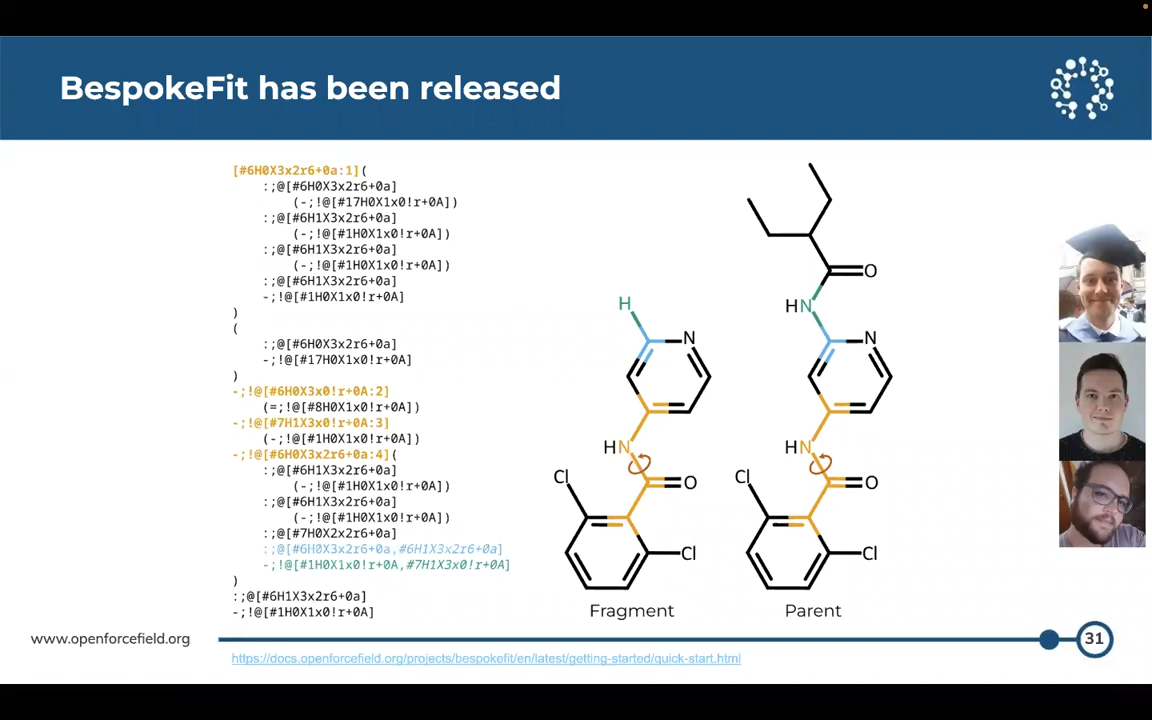 BespokeFit has been released
[#6H0X3x2r6+0a:1](
:;@[#6H0X3x2r6+0a]
(-;!@[#17H0X1x0!r+0A])
:;@[#6H1X3x2r6+0a]
(-;!@[#1H0X1x0!r+0A])
:;@[#6H1X3x2r6+0a]
(-;!@[#1H0X1x0!r+0A])
:;@[#6H1X3x2r6+0a]
-;!@[#1H0X1x0!r+0A]
)
(
:;@[#6H0X3x2r6+0a]
-;!@[#17H0X1x0!r+0A]
)
-;!@[#6H0X3x0!r+0A:2]
(=;!@[#8H0X1x0!r+0A])
-;!@[#7H1X3x0!r+0A:3]
(-;!@[#1H0X1x0!r+0A])
-;!@[#6H0X3x2r6+0a:4](
:;@[#6H1X3x2r6+0a]
(-;!@[#1H0X1x0!r+0A])
:;@[#6H1X3x2r6+0a]
(-;!@[#1H0X1x0!r+0A])
:;@[#7H0X2x2r6+0a]
:;@[#6H0X3x2r6+0a,#6H1X3x2r6+0a]
-;!@[#1H0X1x0!r+0A,#7H1X3x0!r+0A]
)
:;@[#6H1X3x2r6+0a]
-;!@[#1H0X1x0!r+0A]
H
N
HN
O
Cl
Cl
Fragment
O
HN
N
HN
O
Cl
Cl
Parent
www.openforcefield.org
31
https://docs.openforcefield.org/projects/bespokefit/en/latest/getting-started/quick-start.html